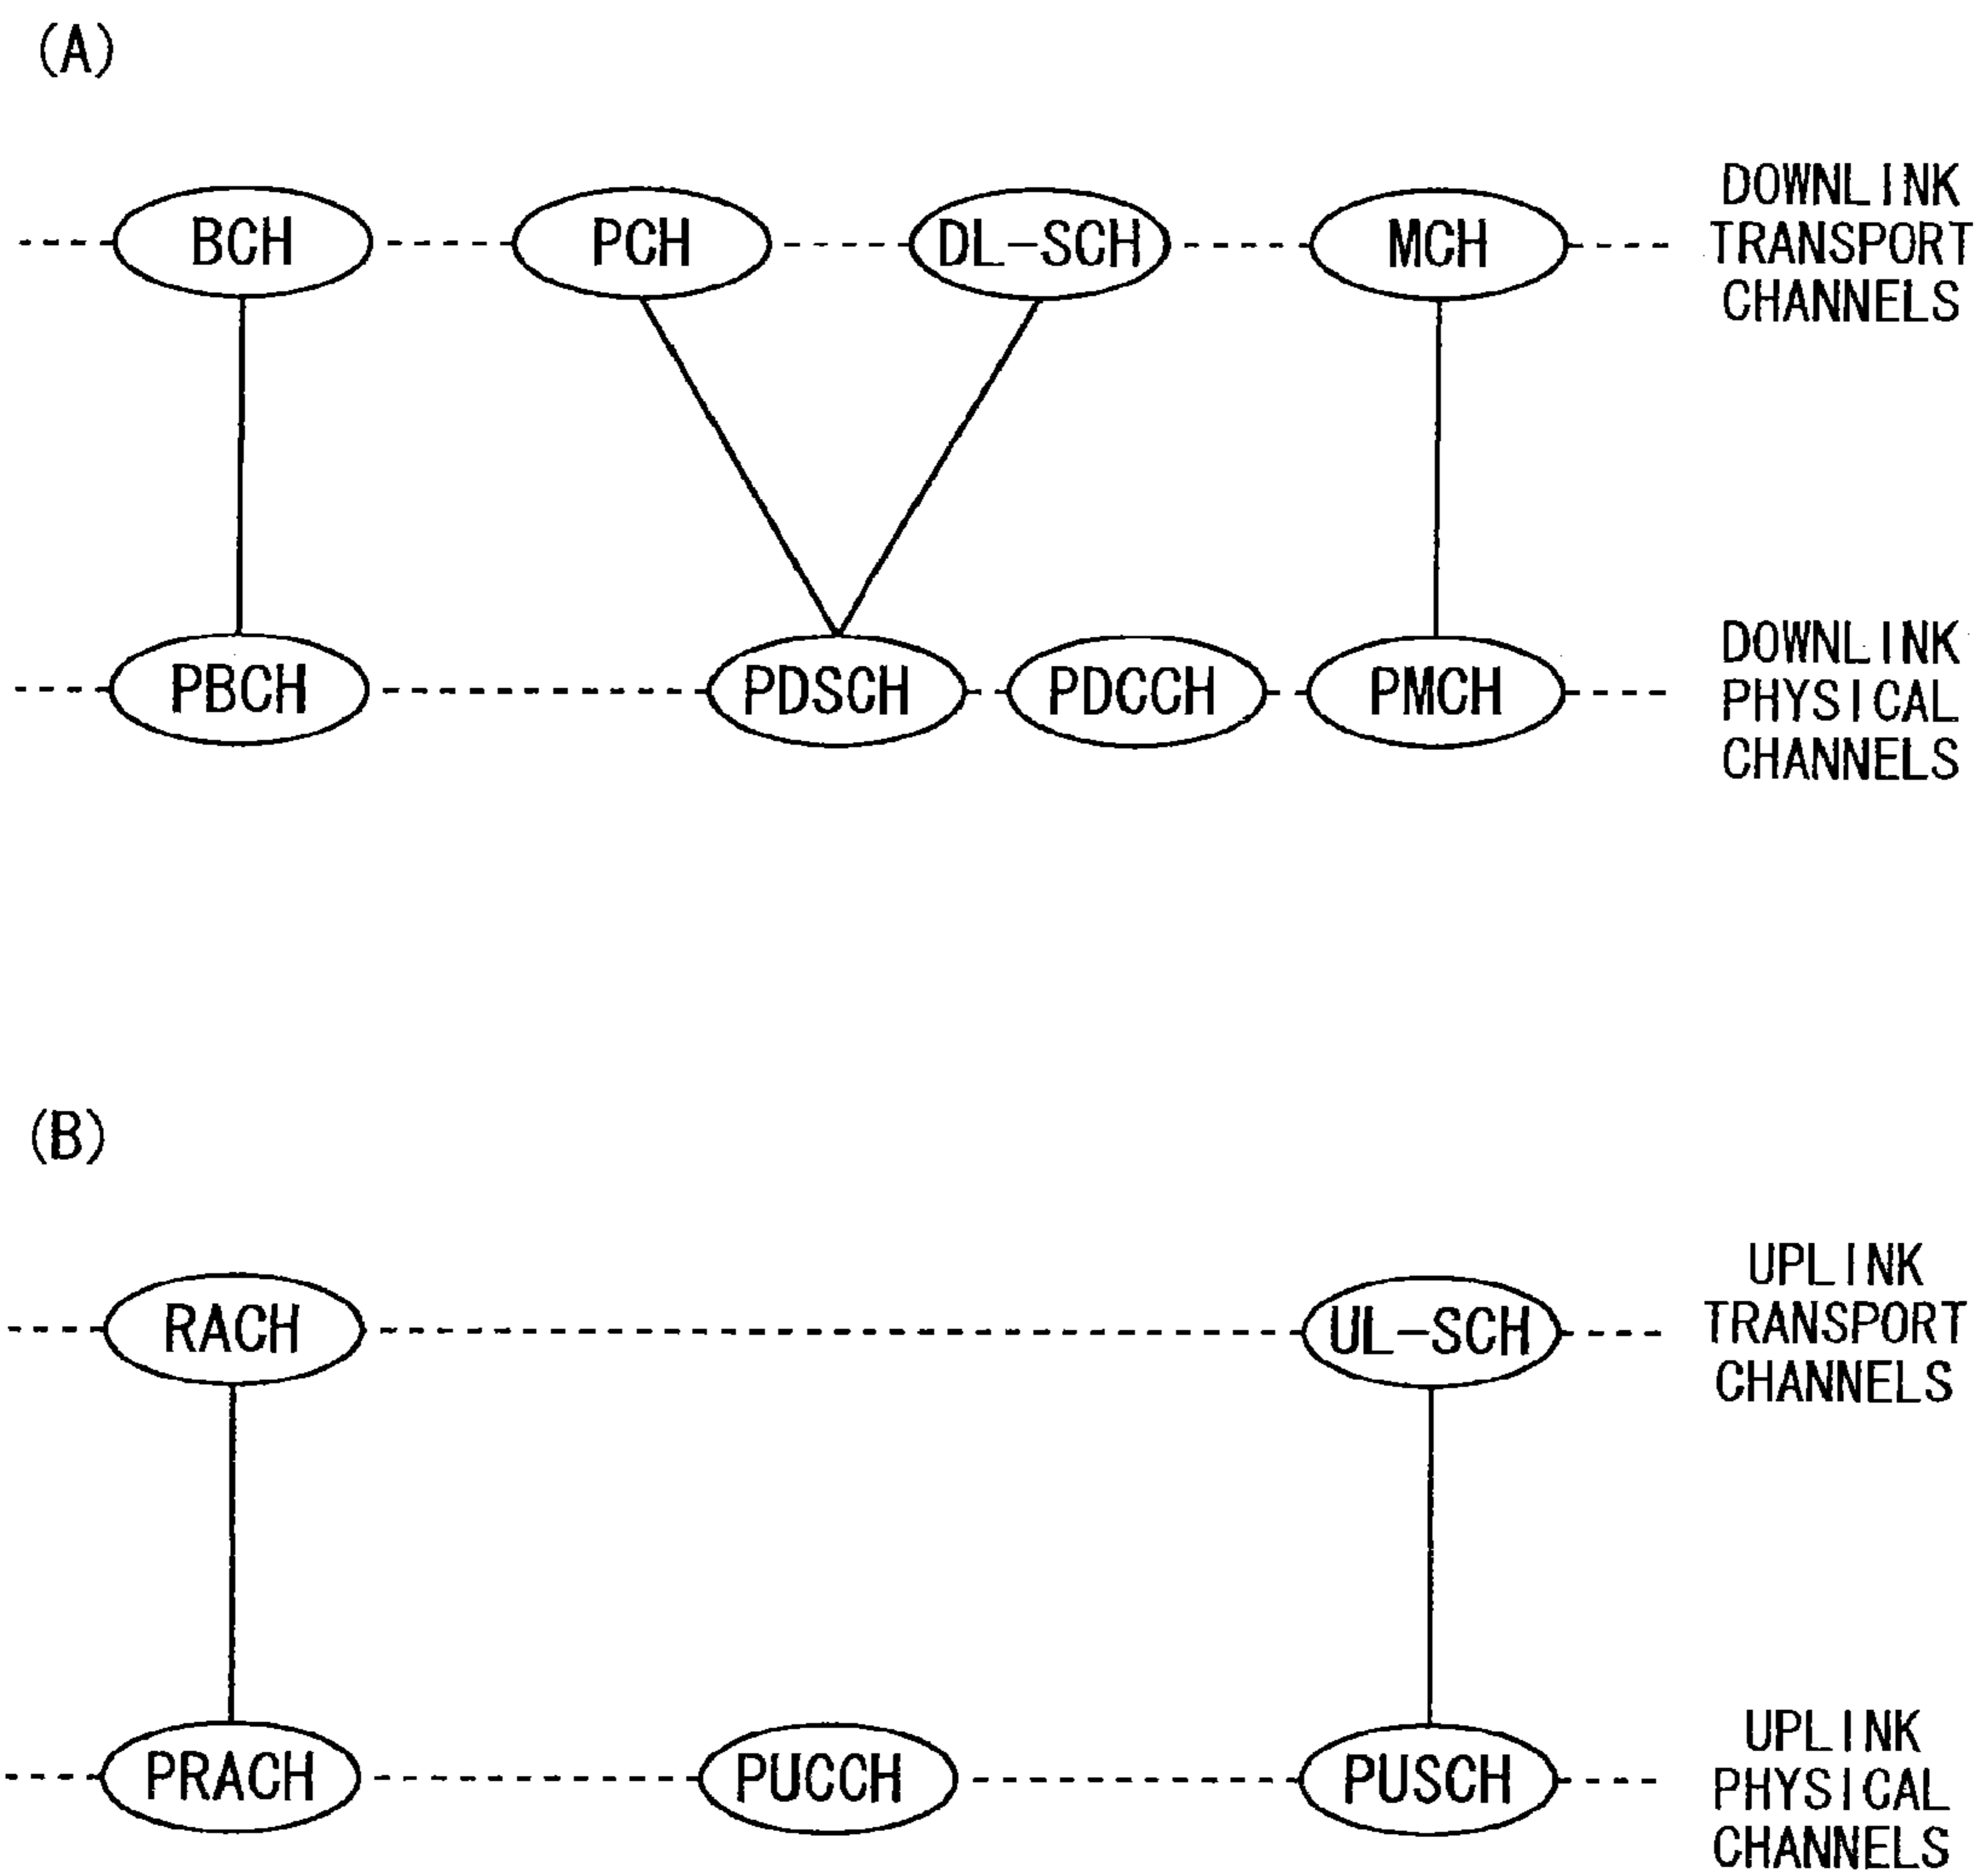 (A)
BCH PCH DL-SCH MCH
DOWNLINK
TRANSPORT
CHANNELS
PBCH PDSCH PDCCH PMCH
DOWNLINK
PHYSICAL
CHANNELS
(B)
RACH UL-SCH
UPLINK
TRANSPORT
CHANNELS
PRACH PUCCH PUSCH
UPLINK
PHYSICAL
CHANNELS